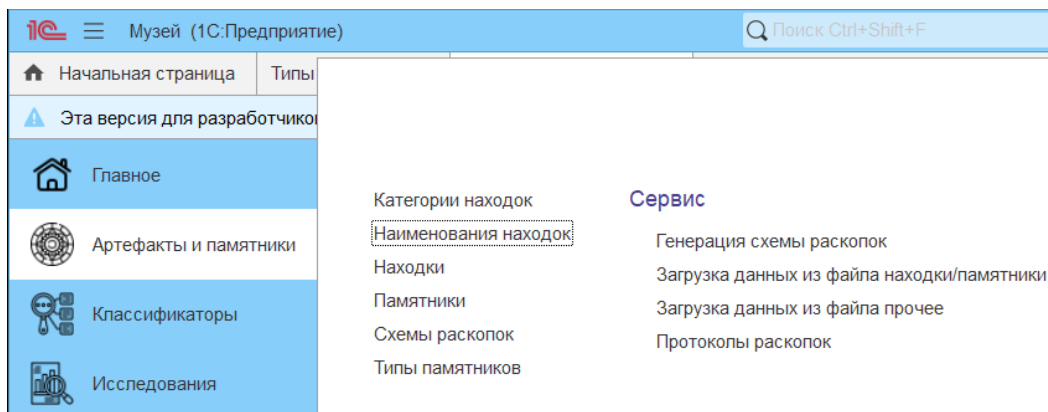 1С Музей (1С:Предприятие) Поиск Ctrl+Shift+F
Начальная страница Типы
Эта версия для разработчиков
Главное
Артефакты и памятники
Классификаторы
Исследования
Категории находок
Наименования находок
Находки
Памятники
Схемы раскопок
Типы памятников
Сервис
Генерация схемы раскопок
Загрузка данных из файла находки/памятники
Загрузка данных из файла прочее
Протоколы раскопок